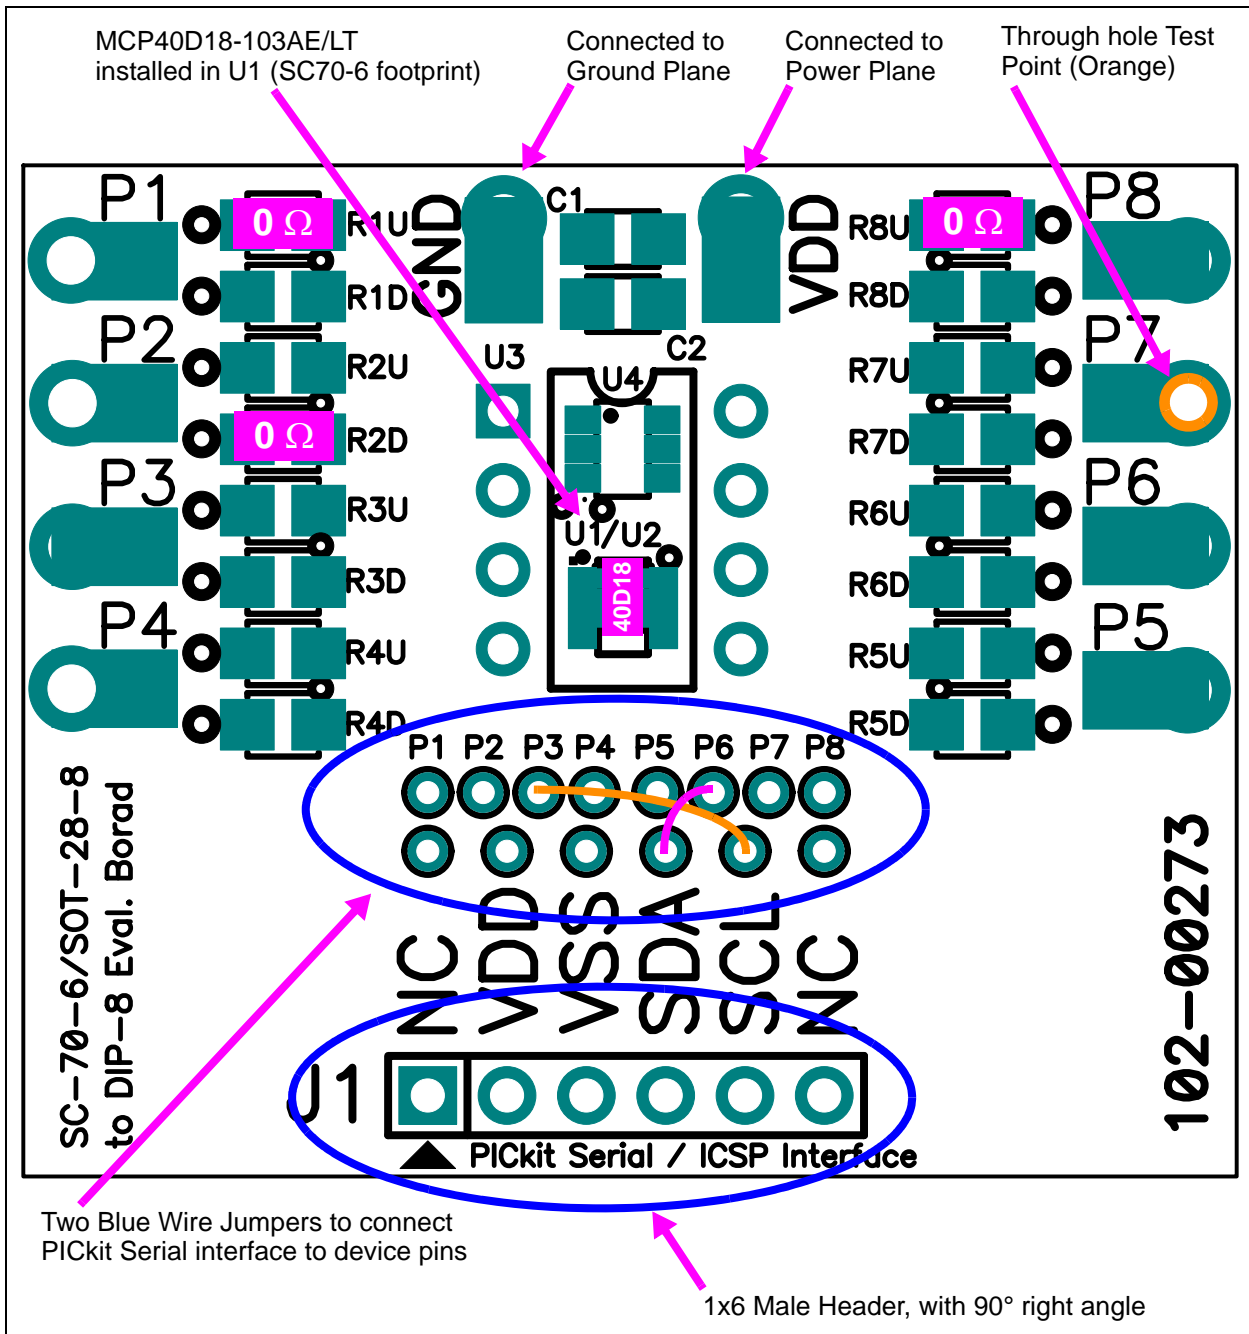 MCP40D18-103AE/LT
installed in U1 (SC70-6 footprint)
Connected to
Ground Plane
Connected to
Power Plane
Through hole Test
Point (Orange)
P1
P2
P3
P4
0 Ω
R1U
R1D
R2U
0 Ω
R2D
R3U
R3D
R4U
R4D
GND
C1
VDD
C2
U3
U4
U1/U2
40D18
R8U
0 Ω
R8D
R7U
R7D
R6U
R6D
R5U
R5D
P8
P7
P6
P5
P1 P2 P3 P4 P5 P6 P7 P8
NC
VDD
VSS
SDA
SCL
NC
SC-70-6/SOT-28-8
to DIP-8 Eval. Borad
102-00273
J1
PICkit Serial / ICSP Interface
Two Blue Wire Jumpers to connect
PICkit Serial interface to device pins
1x6 Male Header, with 90° right angle